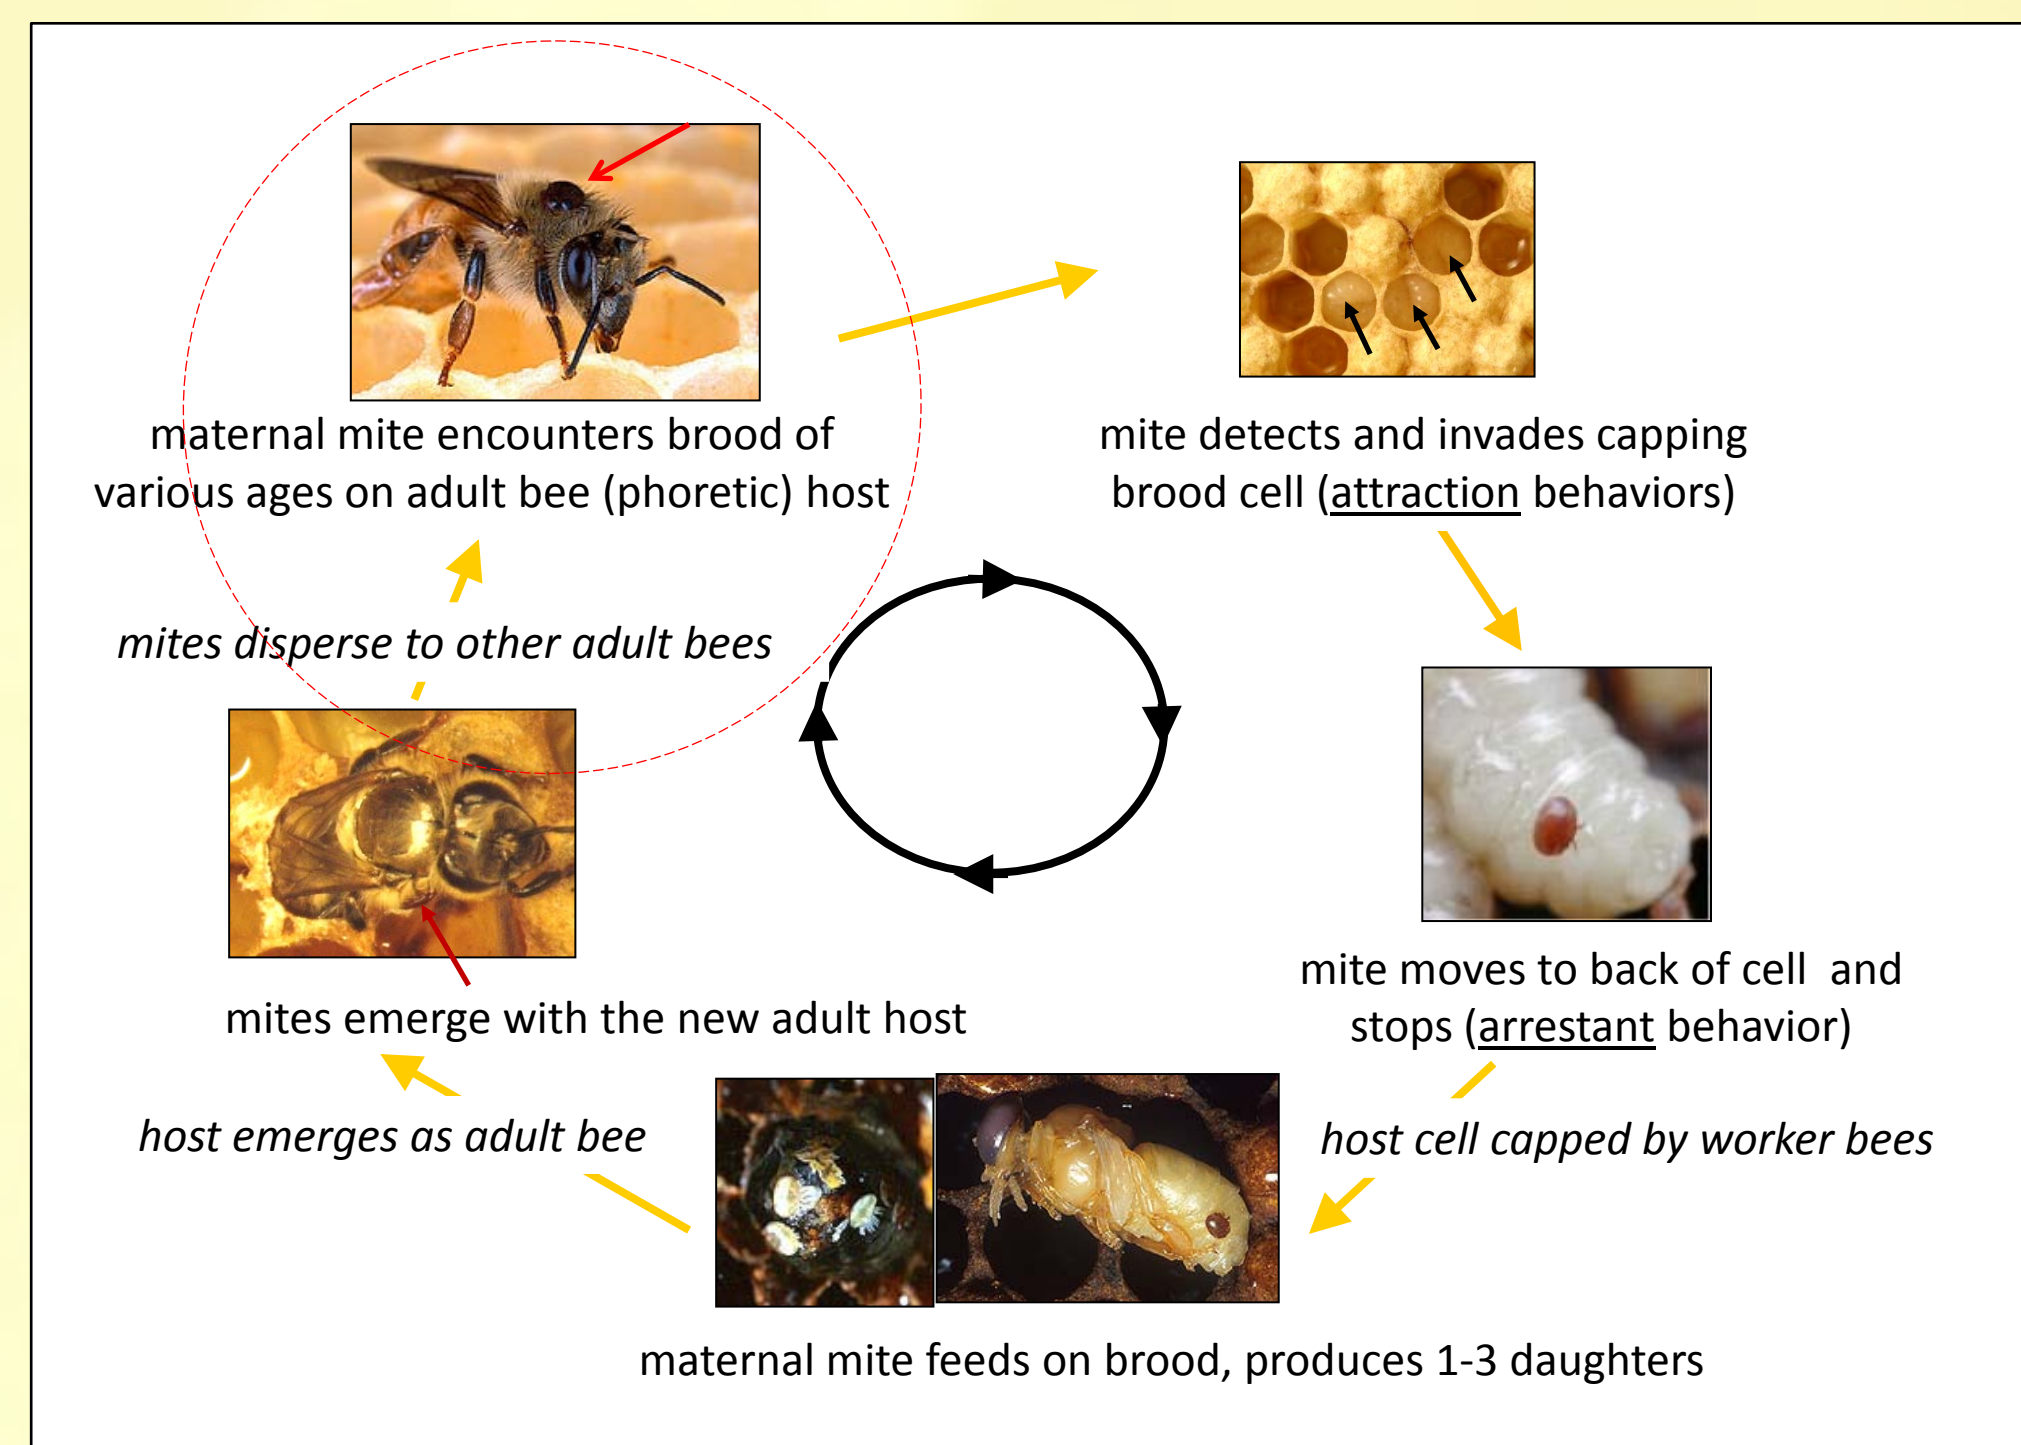 maternal mite encounters brood of
various ages on adult bee (phoretic) host
mite detects and invades capping
brood cell (attraction behaviors)
mite moves to back of cell  and
stops (arrestant behavior)
host cell capped by worker bees
maternal mite feeds on brood, produces 1-3 daughters
host emerges as adult bee
mites emerge with the new adult host
mites disperse to other adult bees